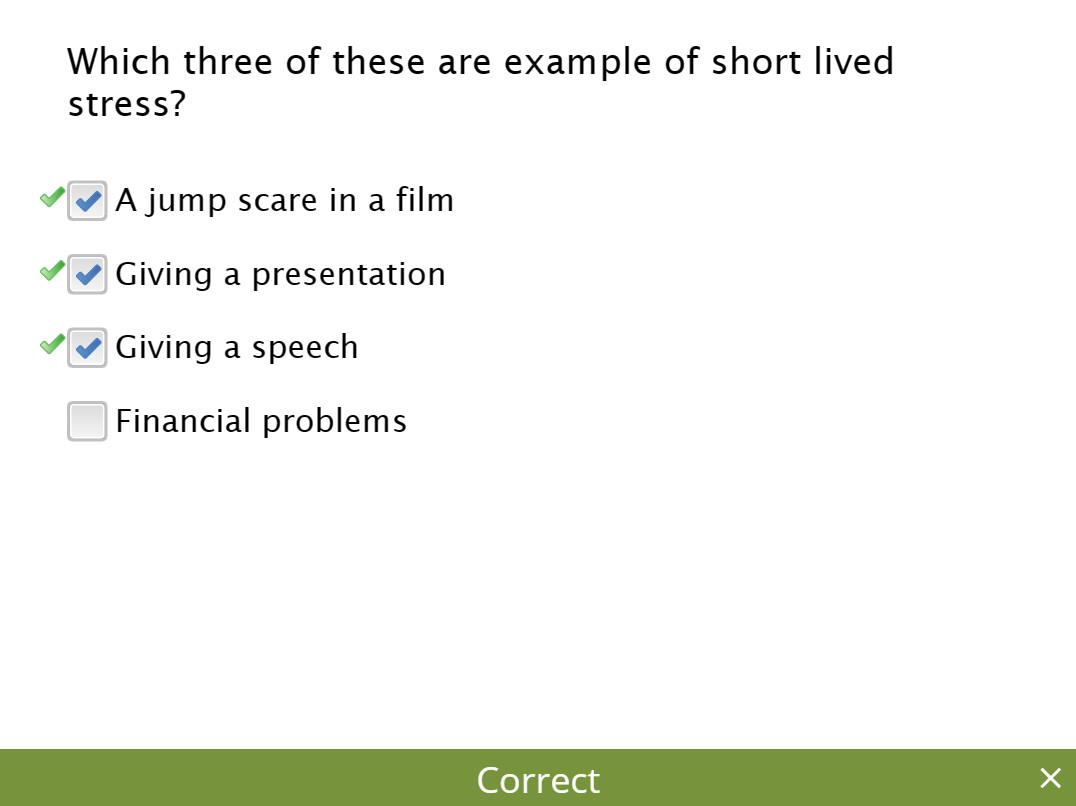 Which three of these are example of short lived
stress?
A jump scare in a film
Giving a presentation
Giving a speech
Financial problems
Correct